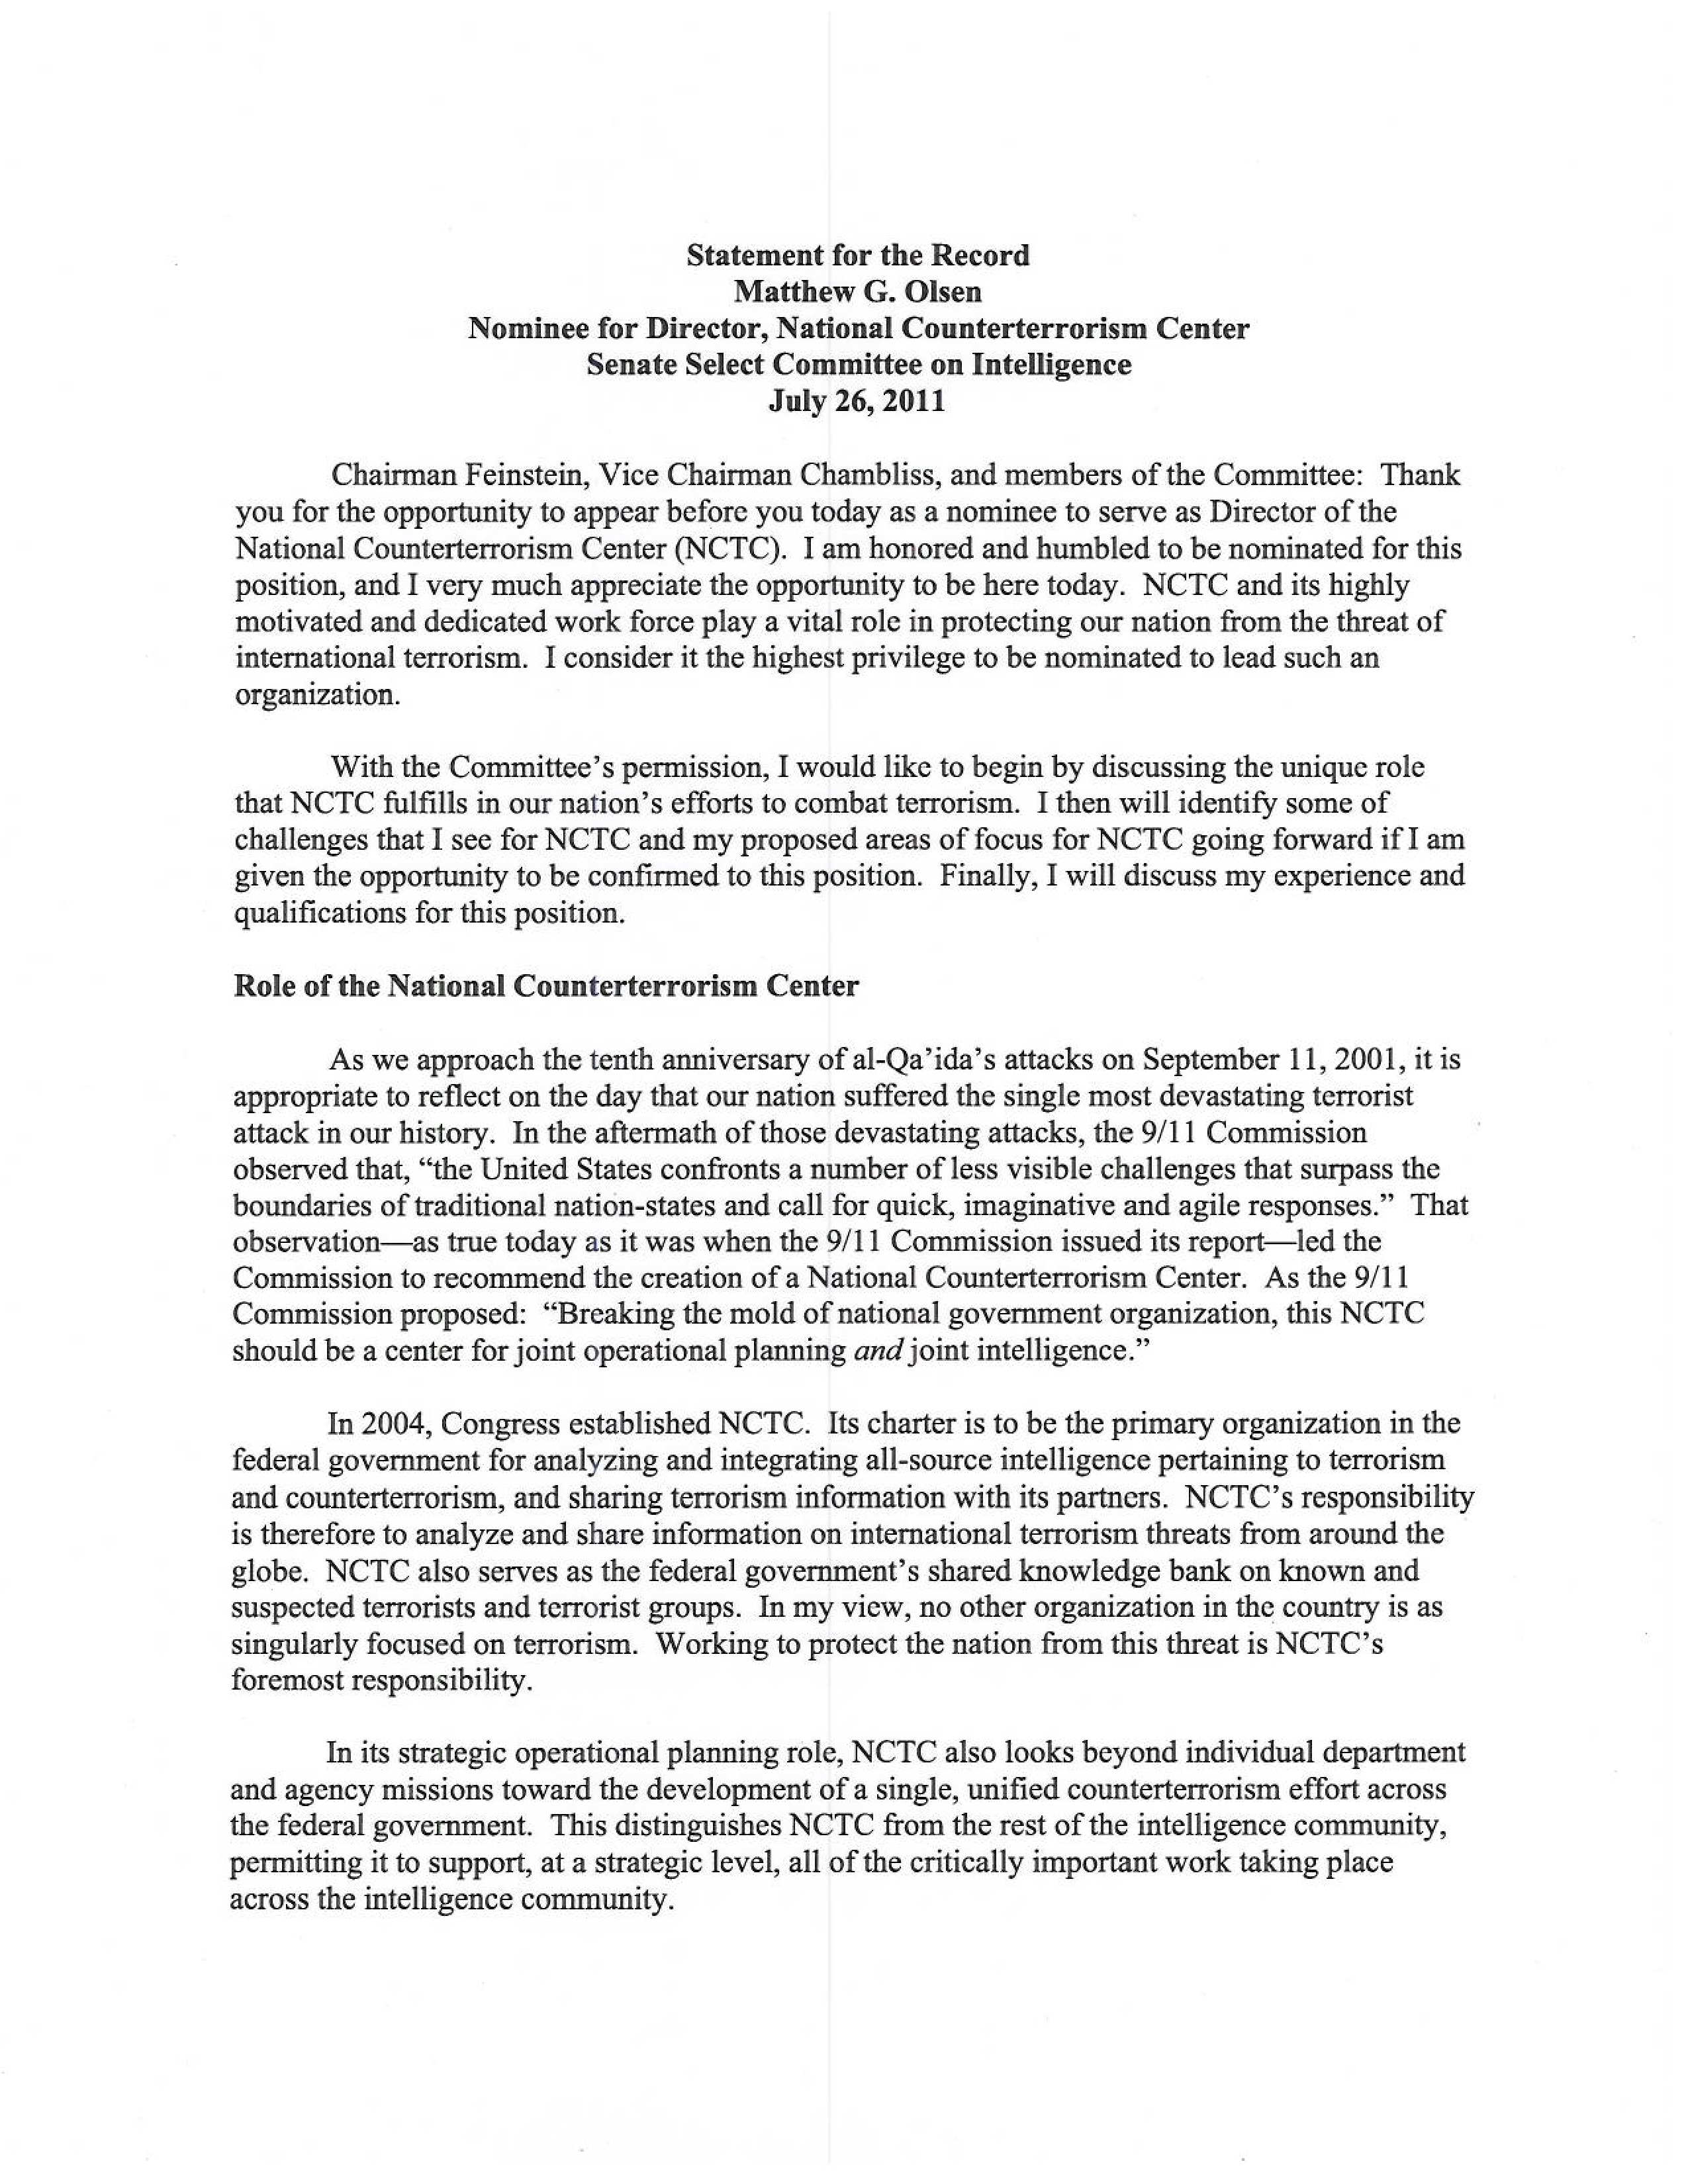 Statement for the Record
Matthew G. Olsen
Nominee for Director, National Counterterrorism Center
Senate Select Committee on Intelligence
July 26, 2011
Chairman Feinstein, Vice Chairman Chambliss, and members of the Committee: Thank
you for the opportunity to appear before you today as a nominee to serve as Director of the
National Counterterrorism Center (NCTC). I am honored and humbled to be nominated for this
position, and I very much appreciate the opportunity to be here today. NCTC and its highly
motivated and dedicated work force play a vital role in protecting our nation from the threat of
international terrorism. I consider it the highest privilege to be nominated to lead such an
organization.
With the Committee’s permission, I would like to begin by discussing the unique role
that NCTC fulfills in our nation’s efforts to combat terrorism. I then will identify some of
challenges that I see for NCTC and my proposed areas of focus for NCTC going forward if I am
given the opportunity to be confirmed to this position. Finally, I will discuss my experience and
qualifications for this position.
Role of the National Counterterrorism Center
As we approach the tenth anniversary of al-Qa’ida’s attacks on September 11, 2001, it is
appropriate to reflect on the day that our nation suffered the single most devastating terrorist
attack in our history. In the aftermath of those devastating attacks, the 9/11 Commission
observed that, “the United States confronts a number of less visible challenges that surpass the
boundaries of traditional nation-states and call for quick, imaginative and agile responses.” That
observation—as true today as it was when the 9/11 Commission issued its report—led the
Commission to recommend the creation of a National Counterterrorism Center. As the 9/11
Commission proposed: “Breaking the mold of national government organization, this NCTC
should be a center for joint operational planning and joint intelligence.”
In 2004, Congress established NCTC. Its charter is to be the primary organization in the
federal government for analyzing and integrating all-source intelligence pertaining to terrorism
and counterterrorism, and sharing terrorism information with its partners. NCTC’s responsibility
is therefore to analyze and share information on international terrorism threats from around the
globe. NCTC also serves as the federal government’s shared knowledge bank on known and
suspected terrorists and terrorist groups. In my view, no other organization in the country is as
singularly focused on terrorism. Working to protect the nation from this threat is NCTC’s
foremost responsibility.
In its strategic operational planning role, NCTC also looks beyond individual department
and agency missions toward the development of a single, unified counterterrorism effort across
the federal government. This distinguishes NCTC from the rest of the intelligence community,
permitting it to support, at a strategic level, all of the critically important work taking place
across the intelligence community.